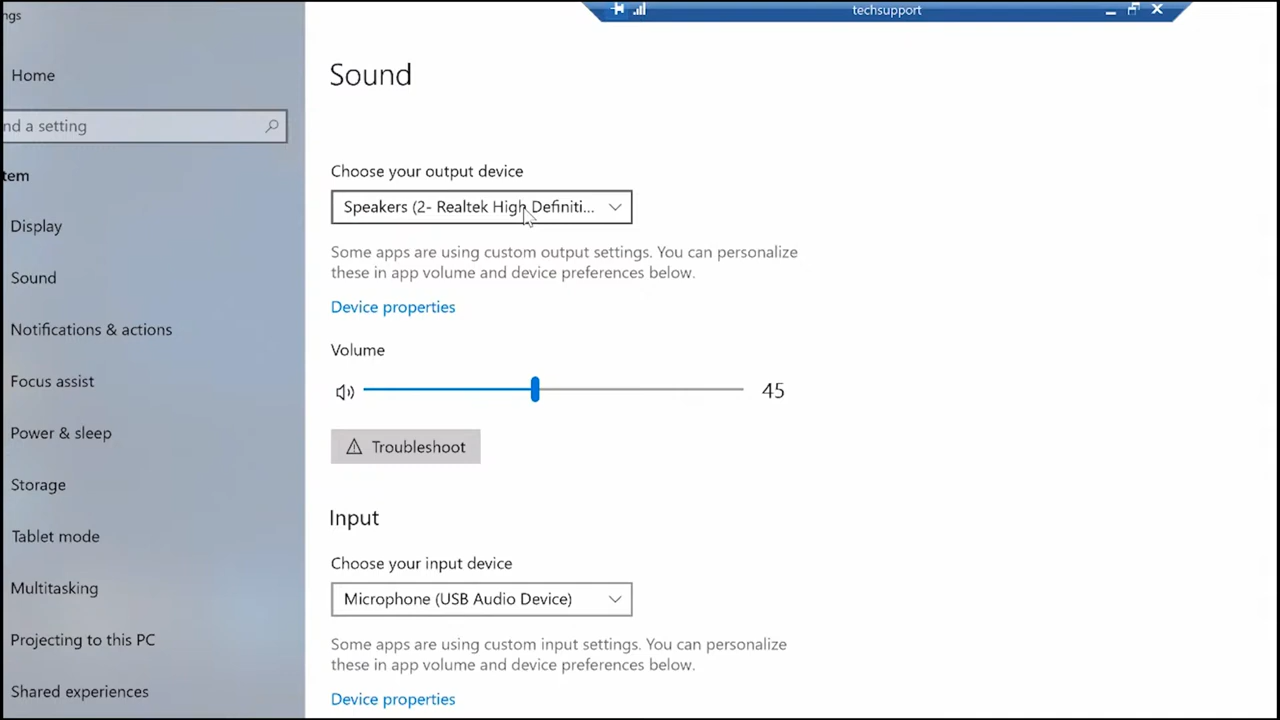 ngs
techsupport
Home
nd a setting
tem
Display
Sound
Notifications & actions
Focus assist
Power & sleep
Storage
Tablet mode
Multitasking
Projecting to this PC
Shared experiences
Sound
Choose your output device
Speakers (2- Realtek High Definiti...
Some apps are using custom output settings. You can personalize
these in app volume and device preferences below.
Device properties
Volume
45
Troubleshoot
Input
Choose your input device
Microphone (USB Audio Device)
Some apps are using custom input settings. You can personalize
these in app volume and device preferences below.
Device properties